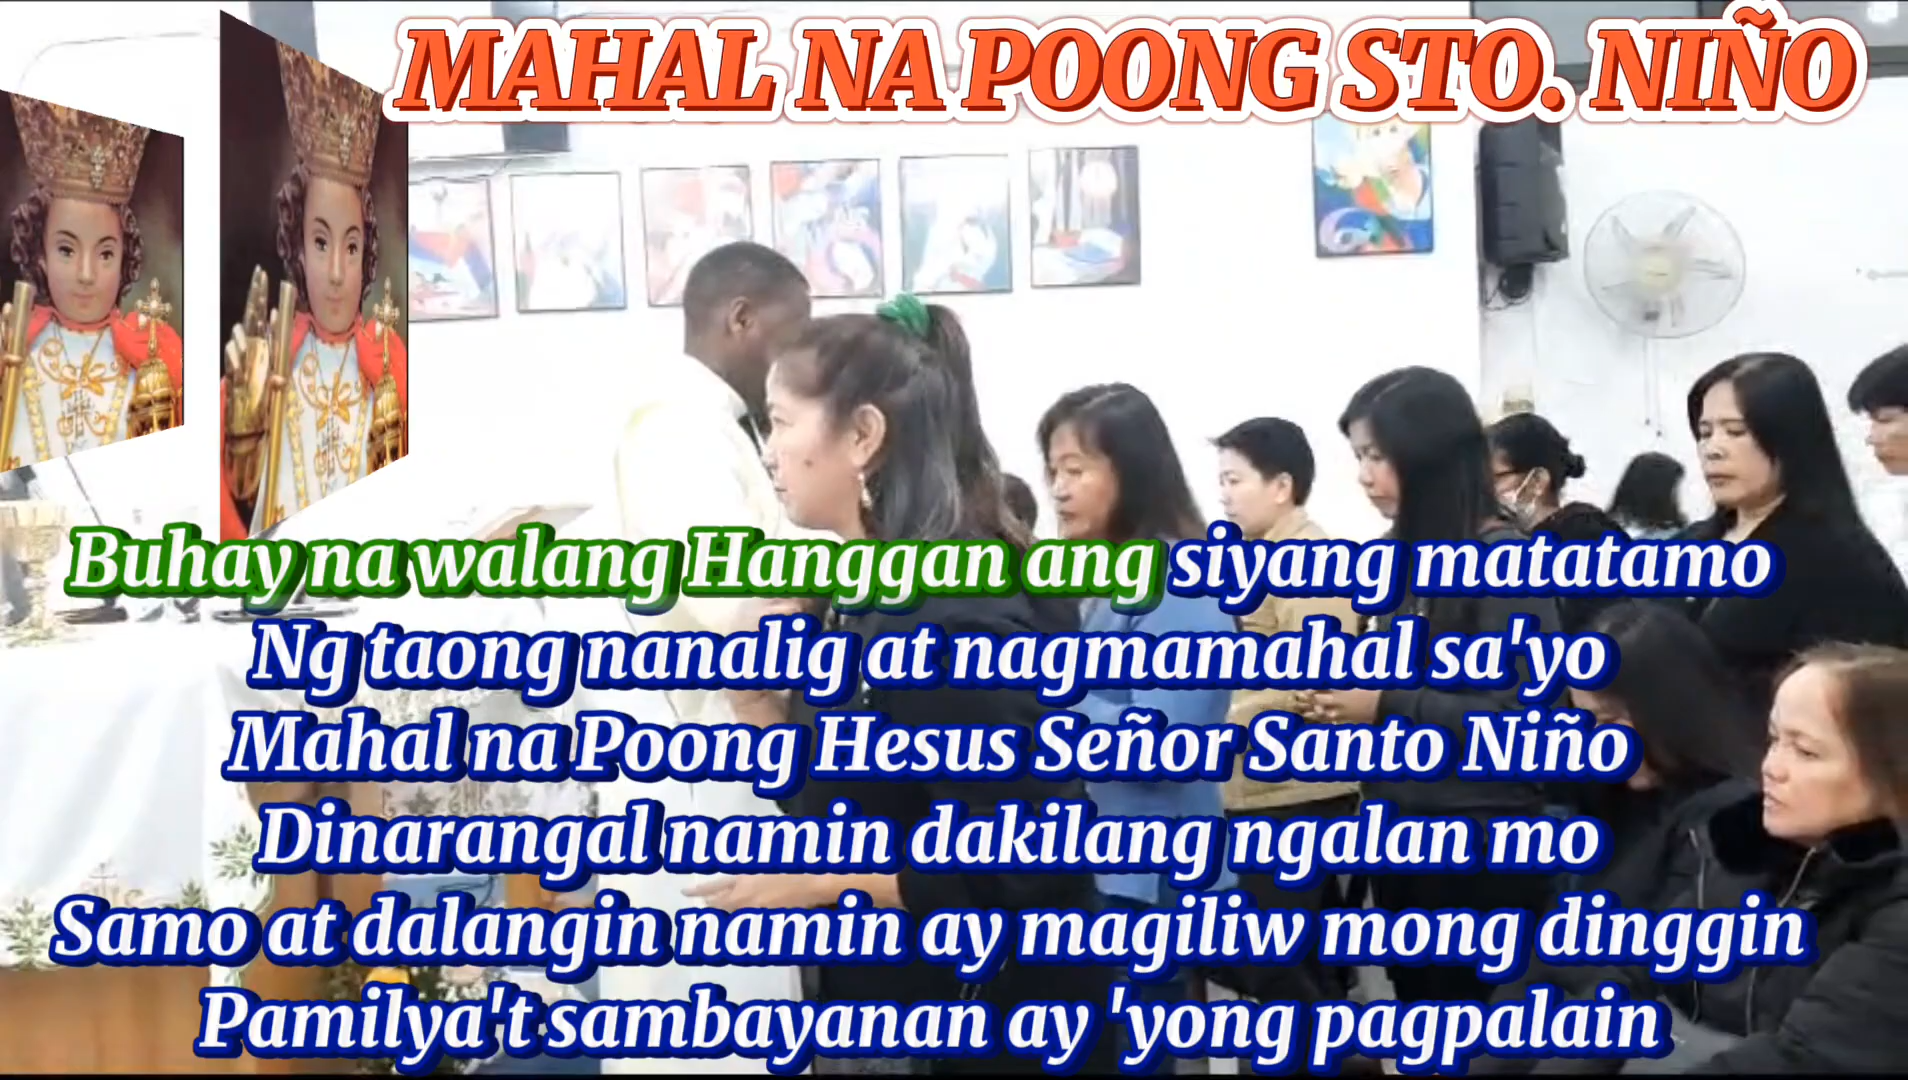 MAHAL NA POONG STO. NIÑO
Buhay na walang Hanggan ang siyang matatamo
Ng taong nanalig at nagmamahal sa'yo
Mahal na Poong Hesus Señor Santo Niño
Dinarangal namin dakilang ngalan mo
Samo at dalangin namin ay magiliw mong dinggin
Pamilya't sambayanan ay 'yong pagpalain